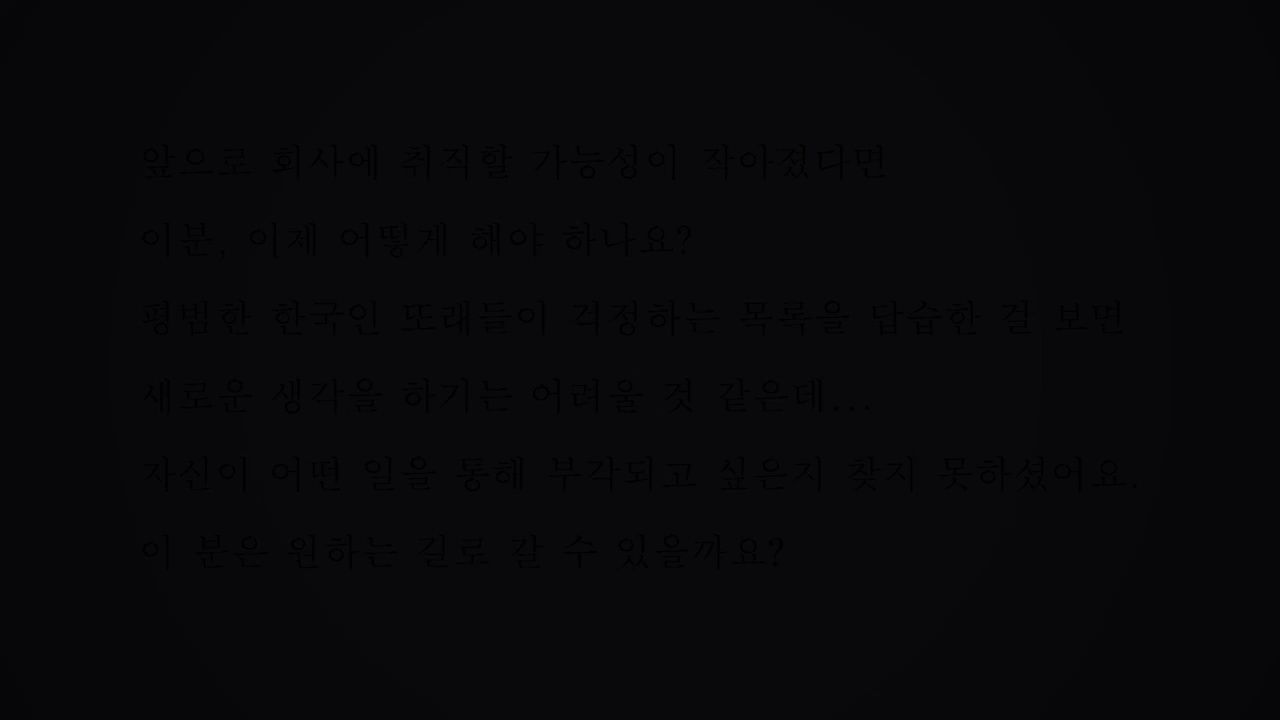 앞으로 회사에 취직할 가능성이 작아졌다면
이분, 이제 어떻게 해야 하나요?
평범한 한국인 또래들이 걱정하는 목록을 답습한 걸 보면
새로운 생각을 하기는 어려울 것 같은데...
자신이 어떤 일을 통해 부각되고 싶은지 찾지 못하셨어요.
이 분은 원하는 길로 갈 수 있을까요?